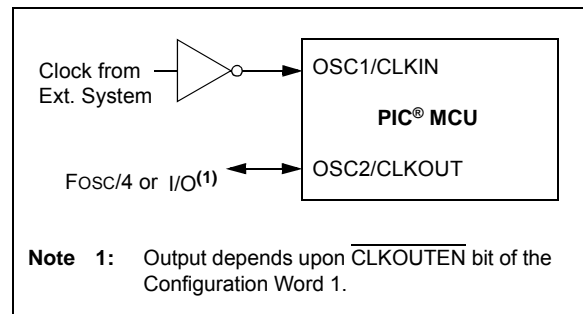 Clock from
Ext. System
OSC1/CLKIN
PIC® MCU
FOSC/4 or I/O(1)
OSC2/CLKOUT
Note 1: Output depends upon CLKOUTEN bit of the
Configuration Word 1.